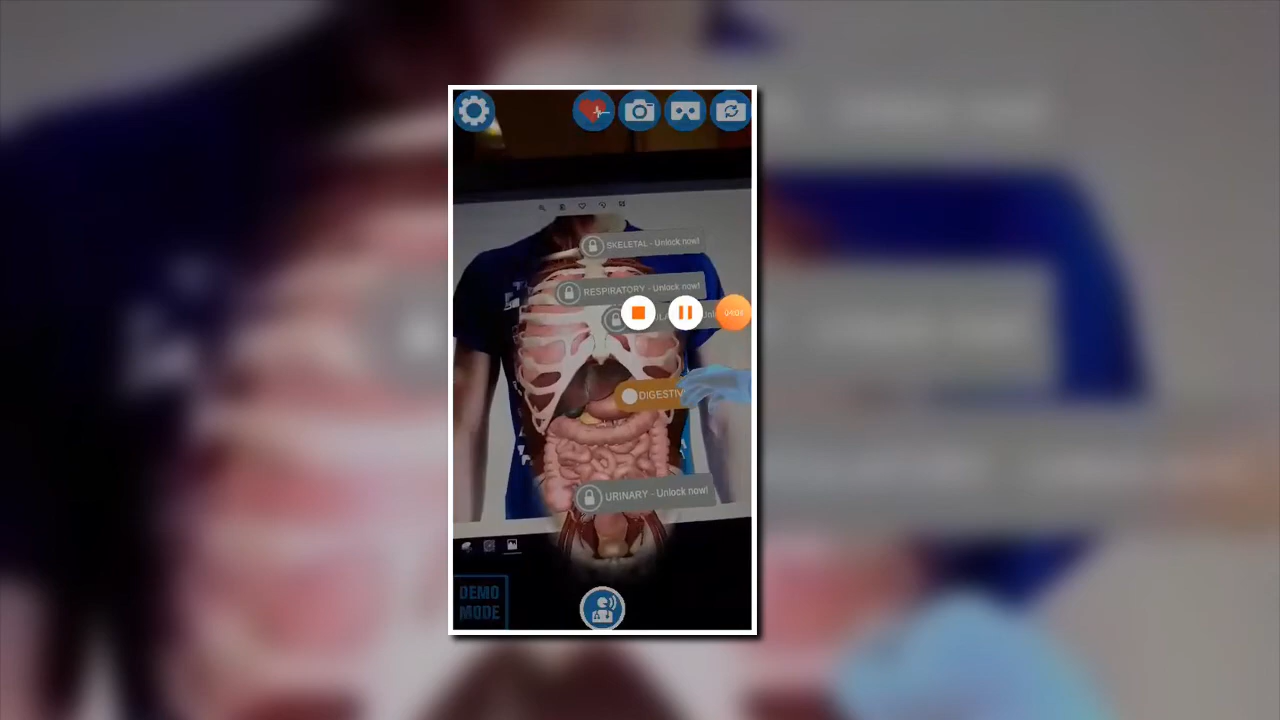 SKELETAL - Unlock now!
RESPIRATORY - Unlock now!
DIGESTIV
URINARY - Unlock now!
DEMO
MODE